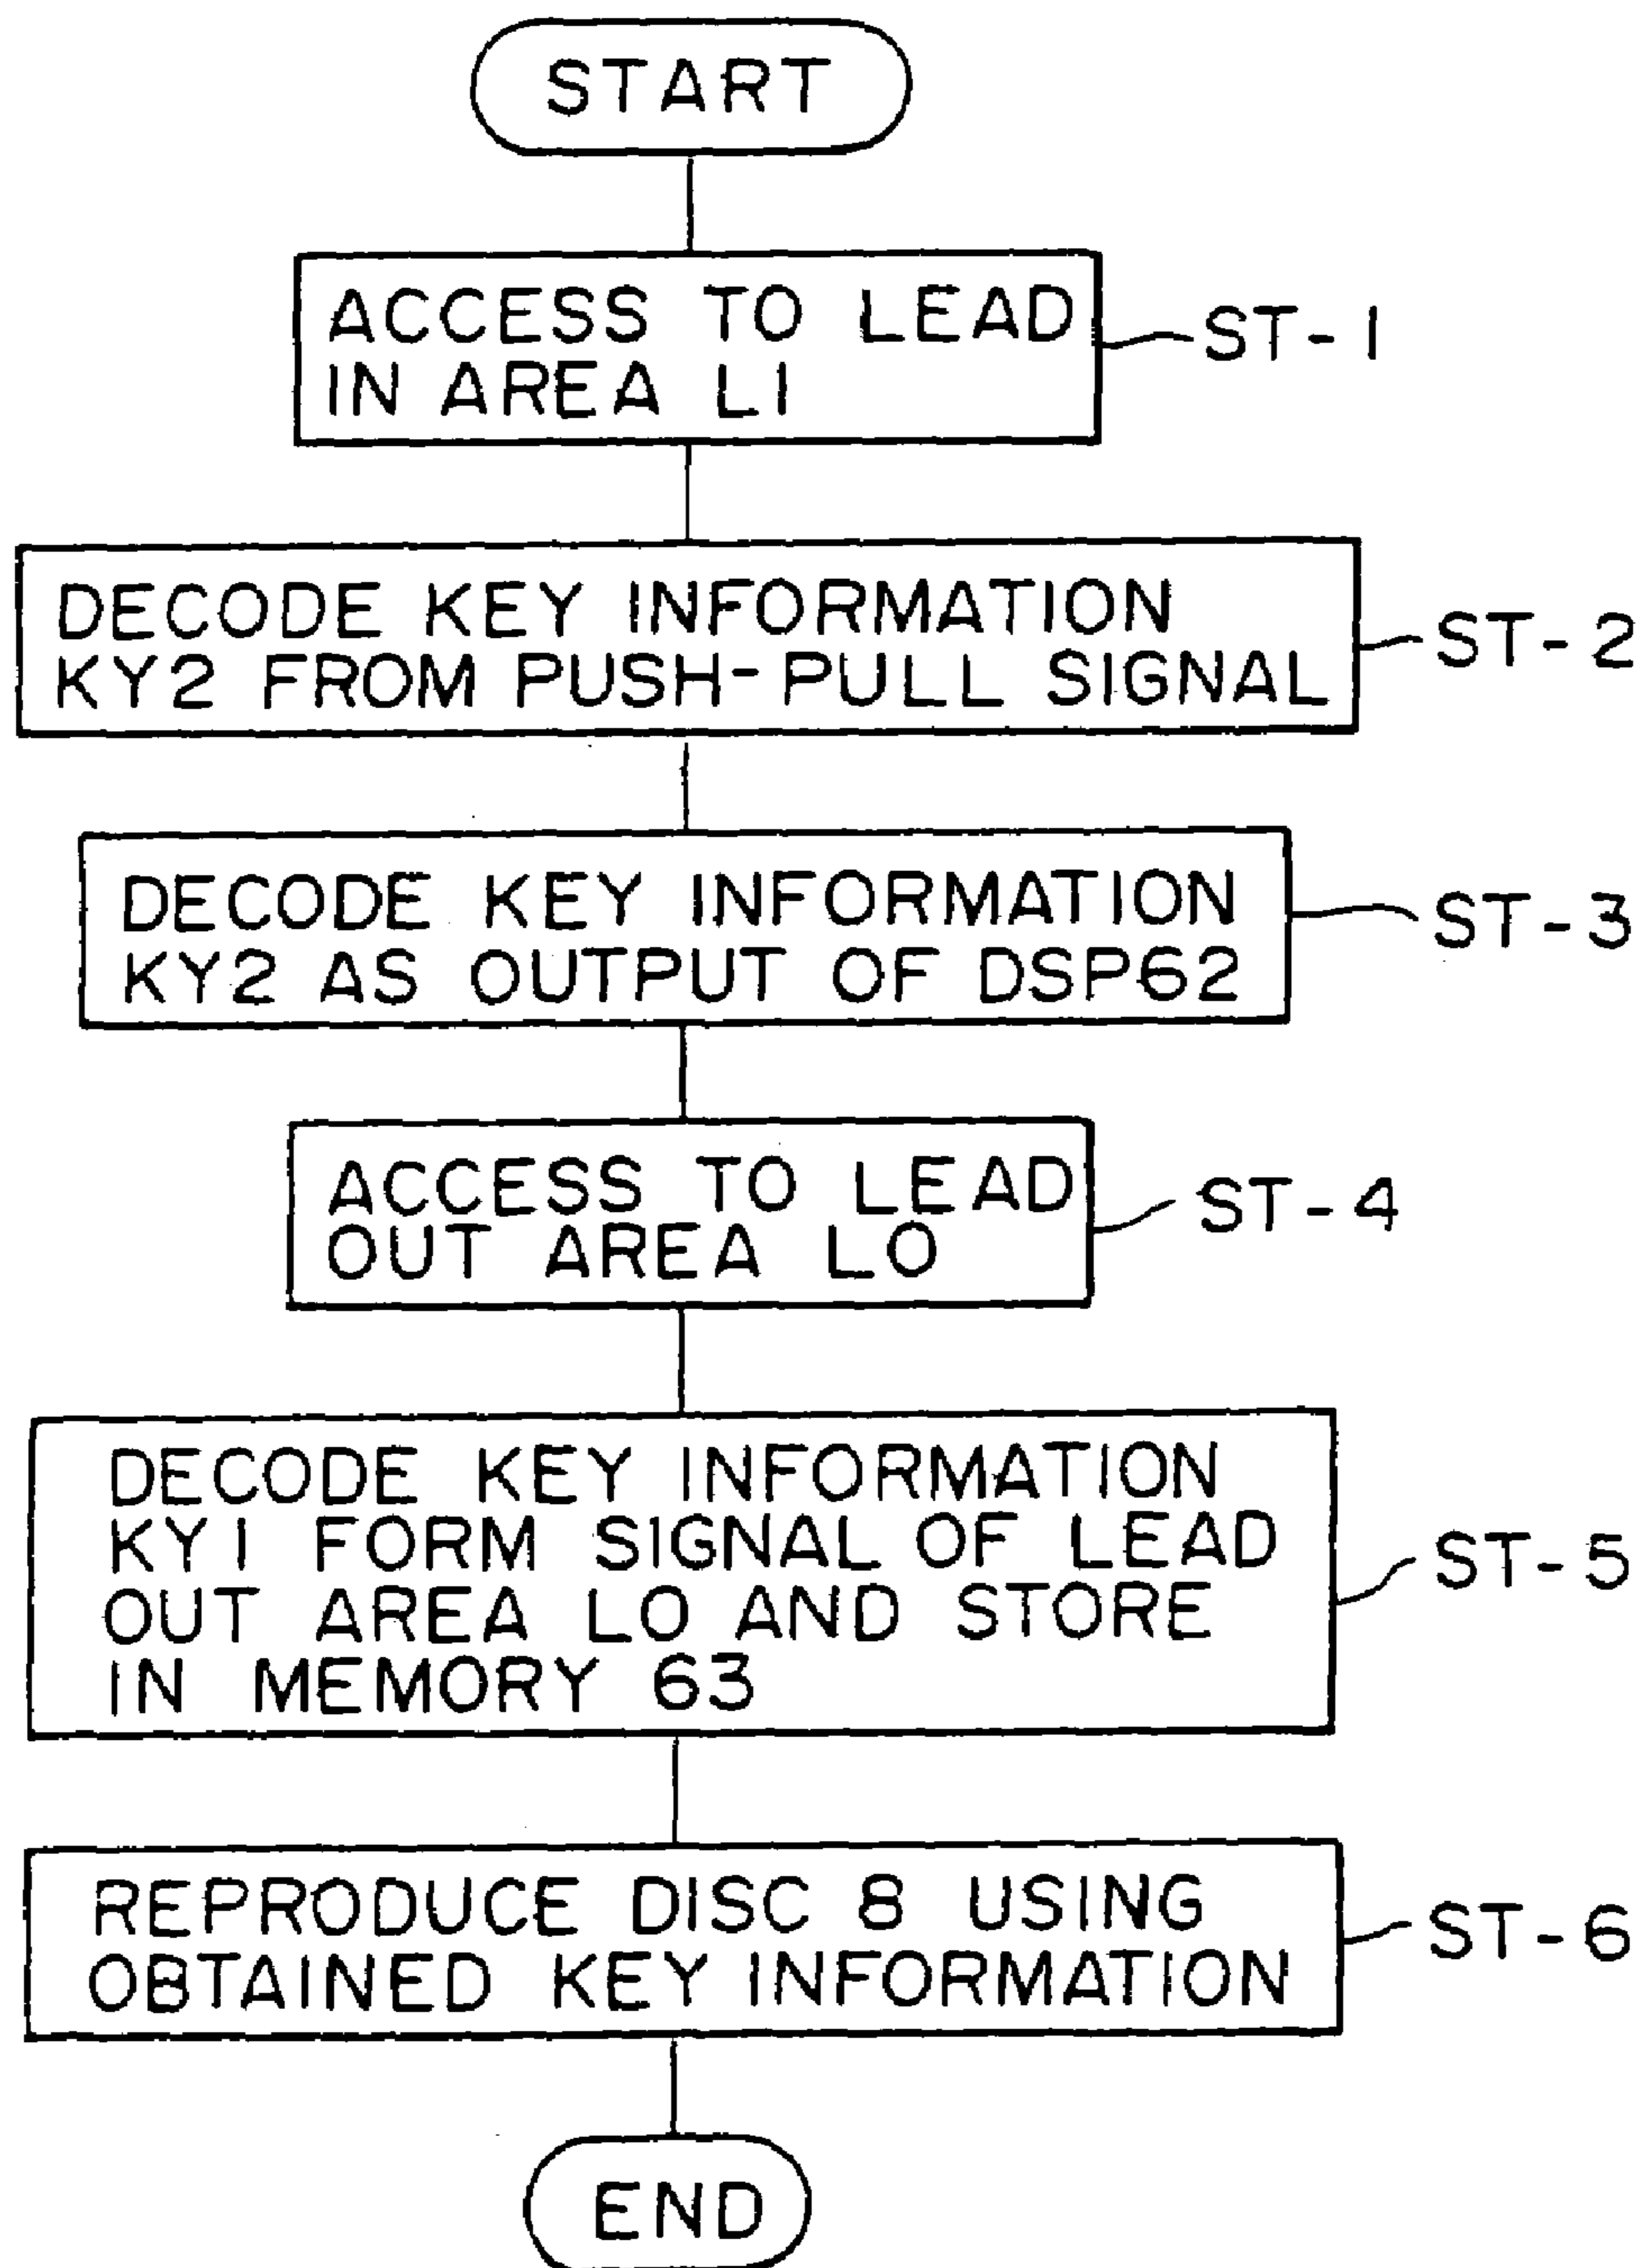 START
ACCESS TO LEAD
IN AREA LI
ST-1
DECODE KEY INFORMATION
KY2 FROM PUSH-PULL SIGNAL
ST-2
DECODE KEY INFORMATION
KY2 AS OUTPUT OF DSP62
ST-3
ACCESS TO LEAD
OUT AREA LO
ST-4
DECODE KEY INFORMATION
KY1 FORM SIGNAL OF LEAD
OUT AREA LO AND STORE
IN MEMORY 63
ST-5
REPRODUCE DISC 8 USING
OBTAINED KEY INFORMATION
ST-6
END